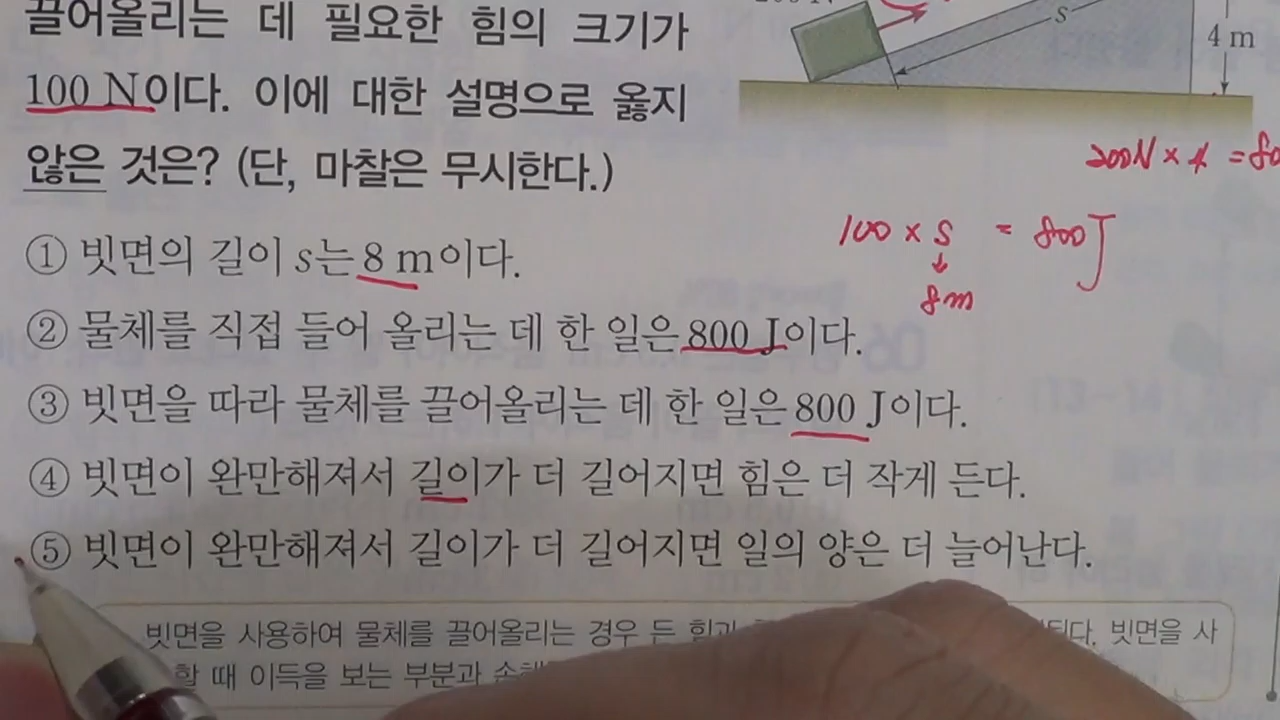 끌어올리는 데 필요한 힘의 크기가
100 N이다. 이에 대한 설명으로 옳지
않은 것은? (단, 마찰은 무시한다.)
s
4 m
200N × 4 = 80
100 × s = 800J
↓
8m
① 빗면의 길이 s는 8 m이다.
② 물체를 직접 들어 올리는 데 한 일은 800 J이다.
③ 빗면을 따라 물체를 끌어올리는 데 한 일은 800 J이다.
④ 빗면이 완만해져서 길이가 더 길어지면 힘은 더 작게 든다.
⑤ 빗면이 완만해져서 길이가 더 길어지면 일의 양은 더 늘어난다.
빗면을 사용하여 물체를 끌어올리는 경우 든 힘과 된다. 빗면을 사
할 때 이득을 보는 부분과